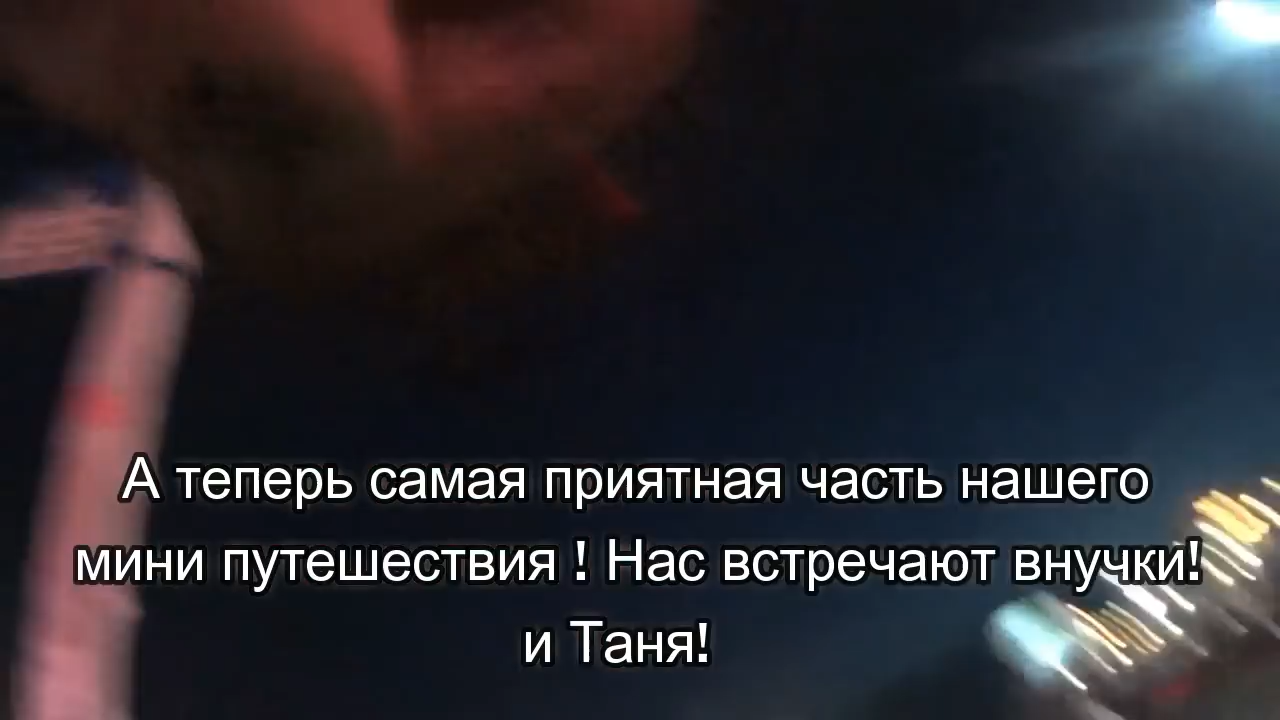 А теперь самая приятная часть нашего
мини путешествия ! Нас встречают внучки!
и Таня!